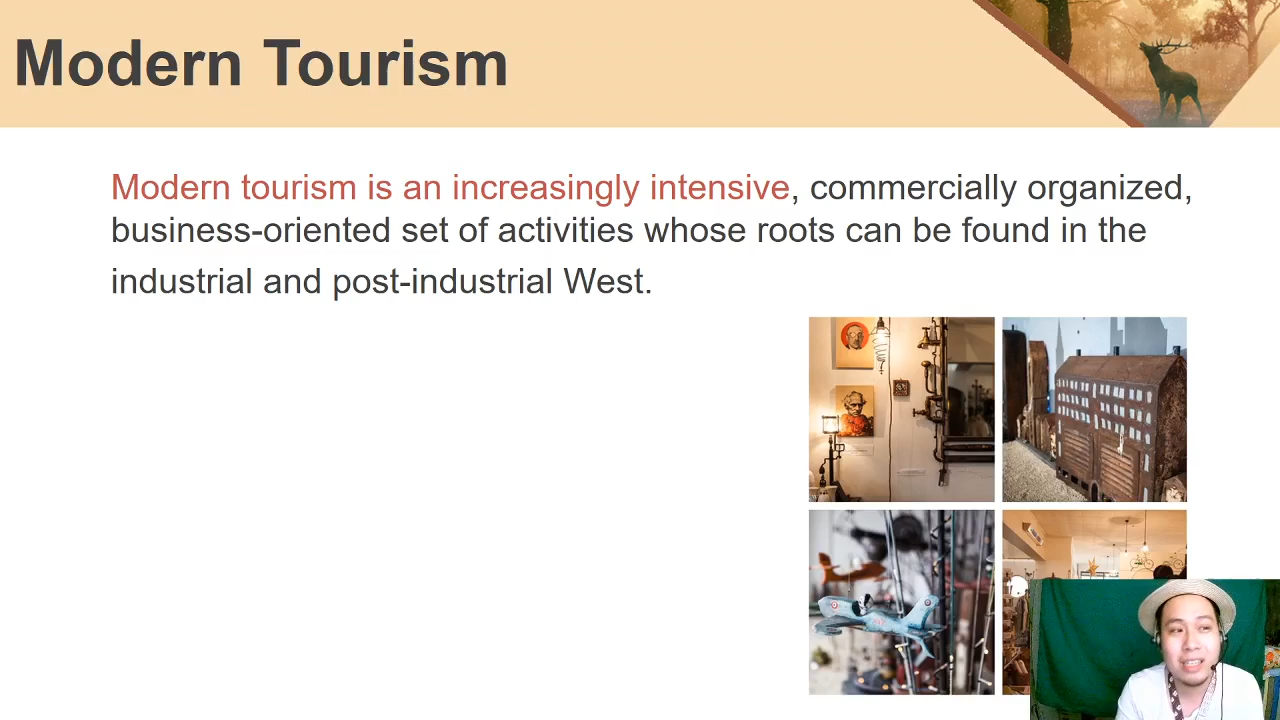 Modern Tourism
Modern tourism is an increasingly intensive, commercially organized,
business-oriented set of activities whose roots can be found in the
industrial and post-industrial West.